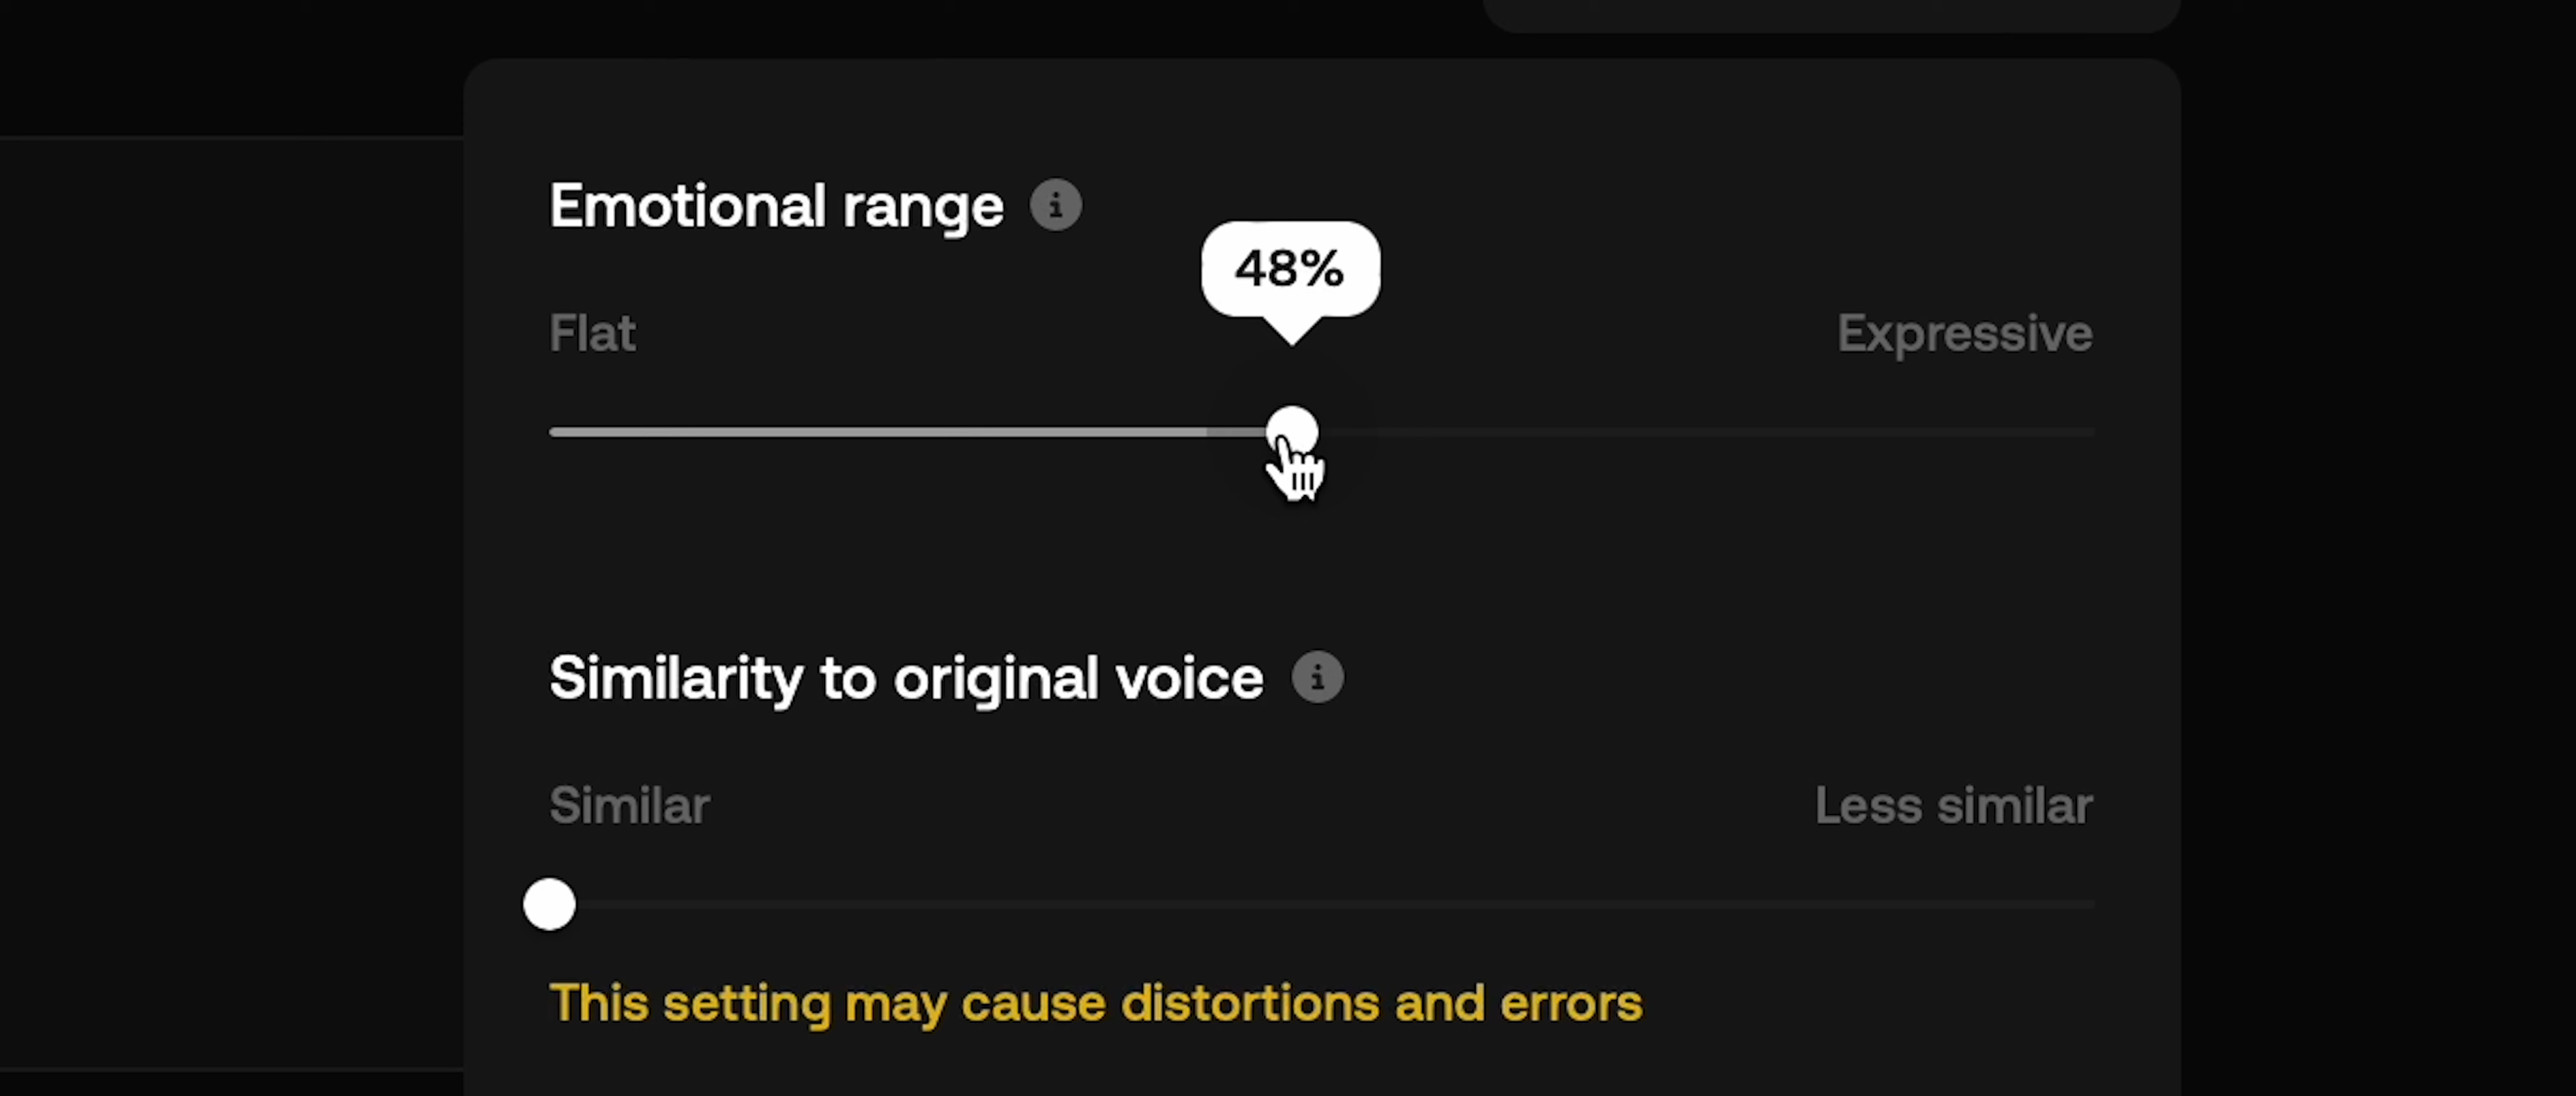 Emotional range
48%
Flat
Expressive
Similarity to original voice
Similar
Less similar
This setting may cause distortions and errors